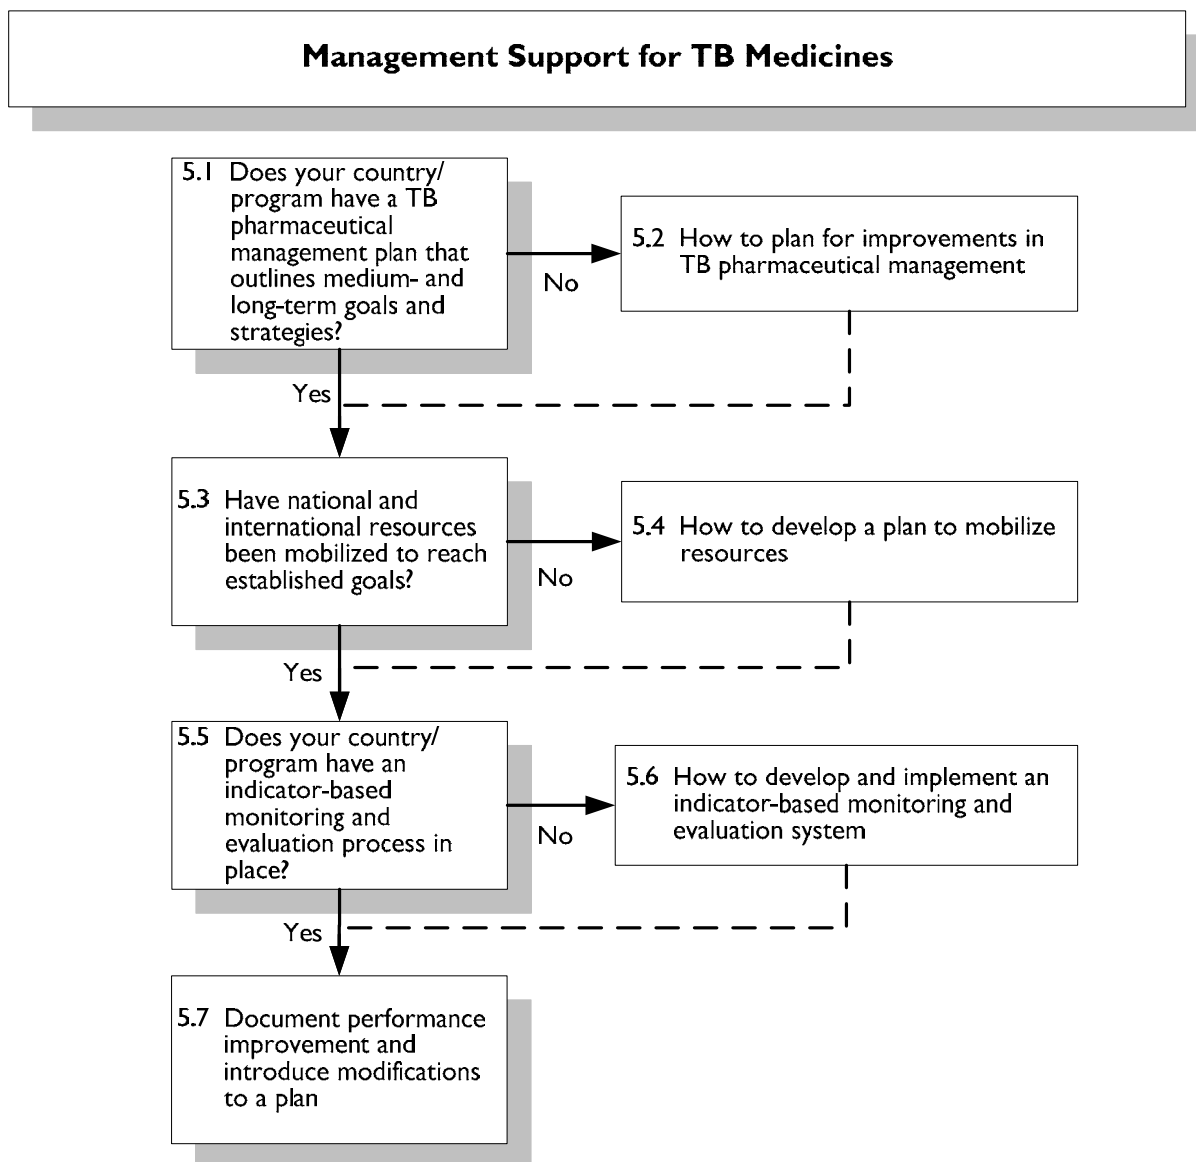 Management Support for TB Medicines
5.1 Does your country/
program have a TB
pharmaceutical
management plan that
outlines medium- and
long-term goals and
strategies?
No
5.2 How to plan for improvements in
TB pharmaceutical management
Yes
5.3 Have national and
international resources
been mobilized to reach
established goals?
No
5.4 How to develop a plan to mobilize
resources
Yes
5.5 Does your country/
program have an
indicator-based
monitoring and
evaluation process in
place?
No
5.6 How to develop and implement an
indicator-based monitoring and
evaluation system
Yes
5.7 Document performance
improvement and
introduce modifications
to a plan